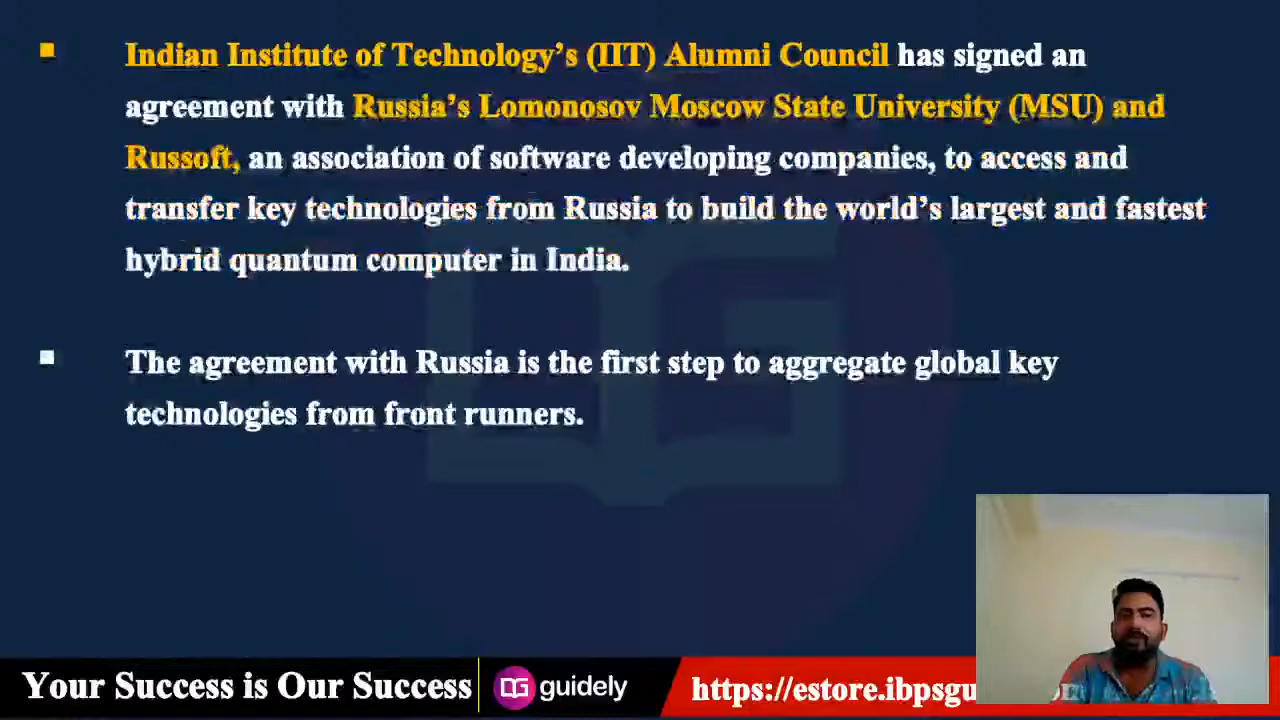 Indian Institute of Technology’s (IIT) Alumni Council has signed an
agreement with Russia’s Lomonosov Moscow State University (MSU) and
Russoft, an association of software developing companies, to access and
transfer key technologies from Russia to build the world’s largest and fastest
hybrid quantum computer in India.
The agreement with Russia is the first step to aggregate global key
technologies from front runners.
Your Success is Our Success
guidely
https://estore.ibpsgu